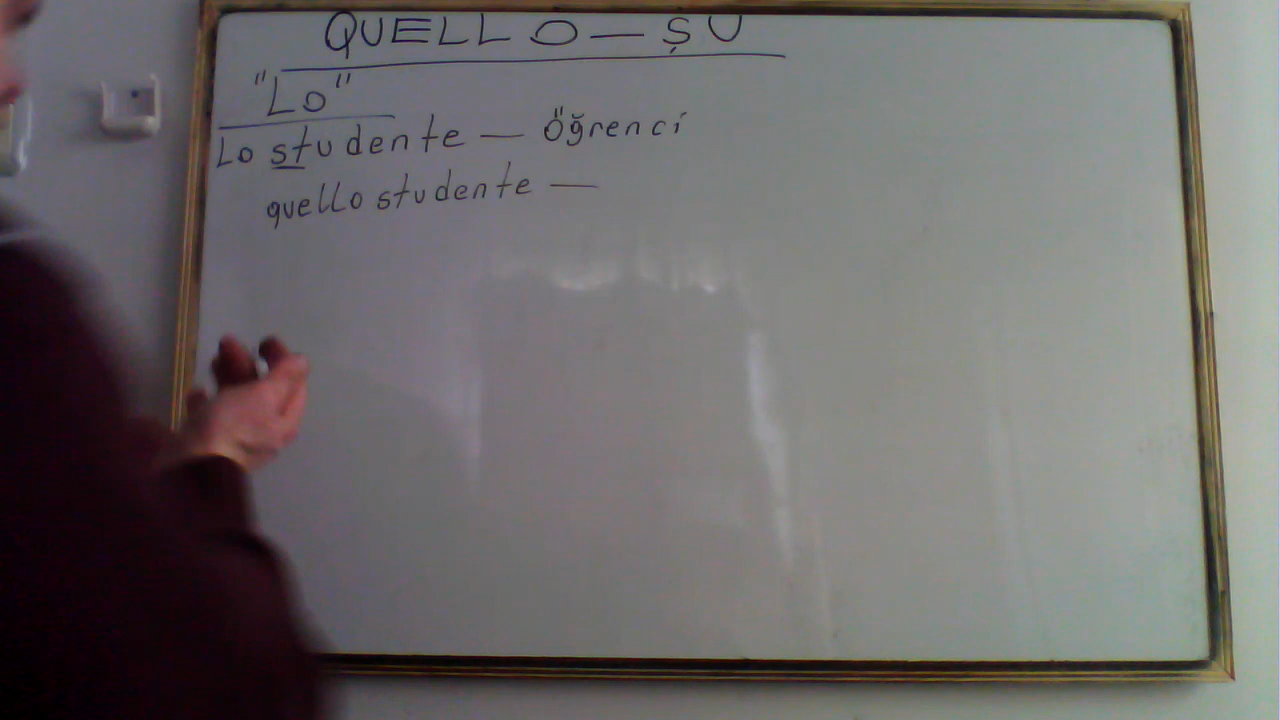 QUELLO — ŞU
"Lo"
Lo studente — Öğrenci
quello studente —